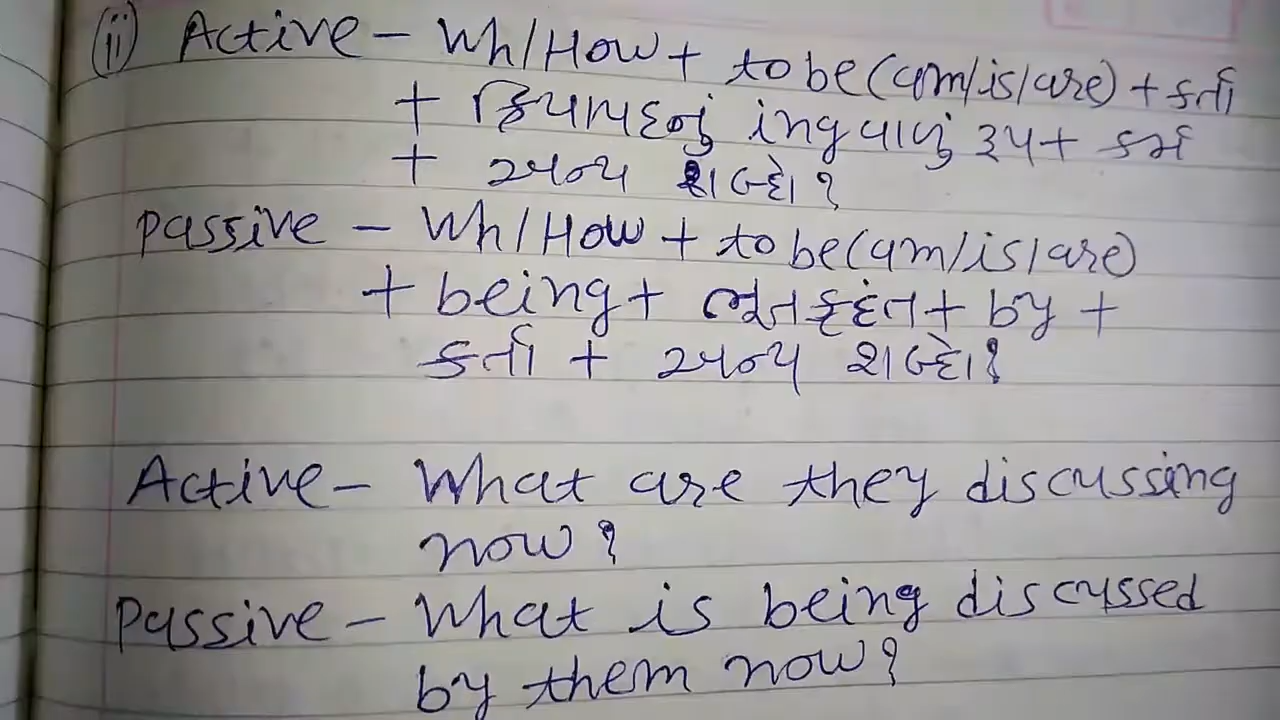 (ii) Active - Wh/How + to be (am/is/are) + કર્તા
+ ક્રિયાપદનું ing વાળું રૂપ + કર્મ
+ અન્ય શબ્દો?
Passive - Wh/How + to be (am/is/are)
+ being + ભૂતકૃદંત + by +
કર્તા + અન્ય શબ્દો?
Active - What are they discussing
now?
Passive - What is being discussed
by them now?